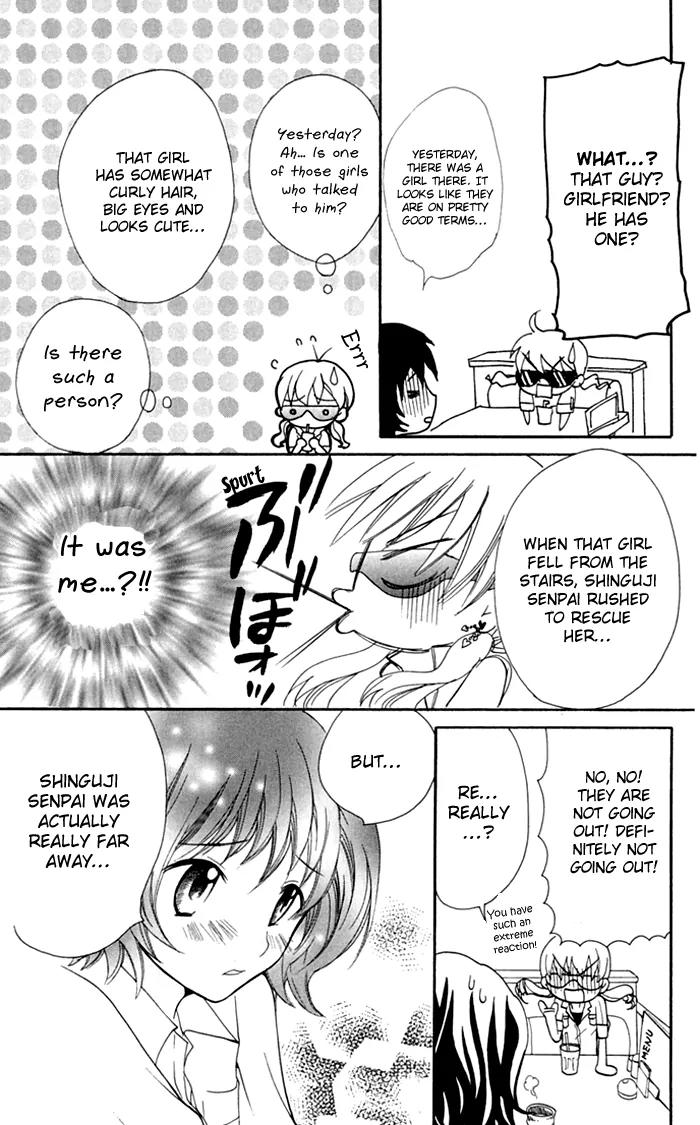 WHAT...?
THAT GUY?
GIRLFRIEND?
HE HAS
ONE?
YESTERDAY,
THERE WAS A
GIRL THERE. IT
LOOKS LIKE THEY
ARE ON PRETTY
GOOD TERMS...
Yesterday?
Ah... Is one
of those girls
who talked
to him?
THAT GIRL
HAS SOMEWHAT
CURLY HAIR,
BIG EYES AND
LOOKS CUTE...
Errr
Is there
such a
person?
WHEN THAT GIRL
FELL FROM THE
STAIRS, SHINGUJI
SENPAI RUSHED
TO RESCUE
HER...
Spurt
ぶほォッ
It was
me...?!!
NO, NO!
THEY ARE
NOT GOING
OUT! DEFI-
NITELY NOT
GOING OUT!
RE...
REALLY
...?
You have
such an
extreme
reaction!
MENU
BUT...
SHINGUJI
SENPAI WAS
ACTUALLY
REALLY FAR
AWAY...